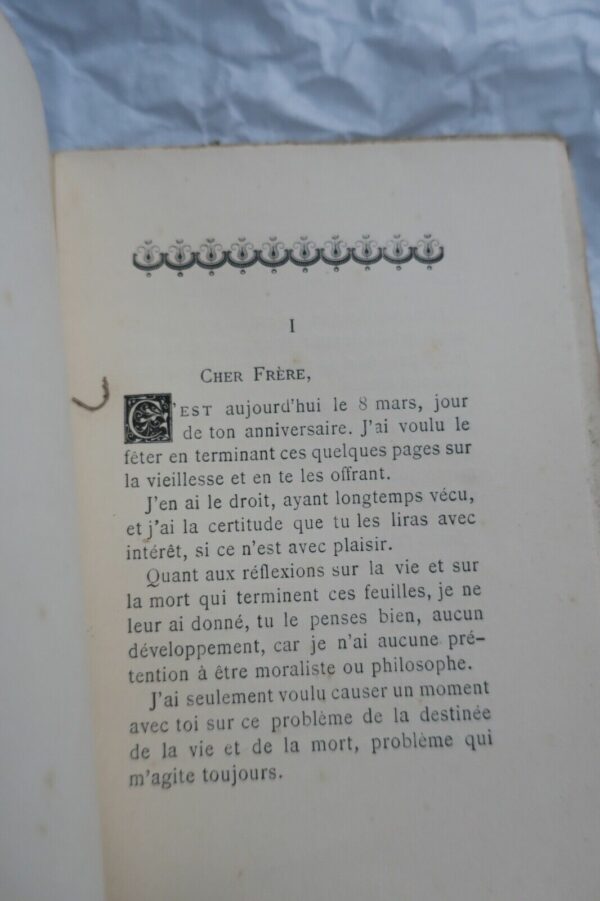 I
CHER FRÈRE,
C'EST aujourd'hui le 8 mars, jour
de ton anniversaire. J'ai voulu le
fêter en terminant ces quelques pages sur
la vieillesse et en te les offrant.
J'en ai le droit, ayant longtemps vécu,
et j'ai la certitude que tu les liras avec
intérêt, si ce n'est avec plaisir.
Quant aux réflexions sur la vie et sur
la mort qui terminent ces feuilles, je ne
leur ai donné, tu le penses bien, aucun
développement, car je n'ai aucune pré-
tention à être moraliste ou philosophe.
J'ai seulement voulu causer un moment
avec toi sur ce problème de la destinée
de la vie et de la mort, problème qui
m'agite toujours.